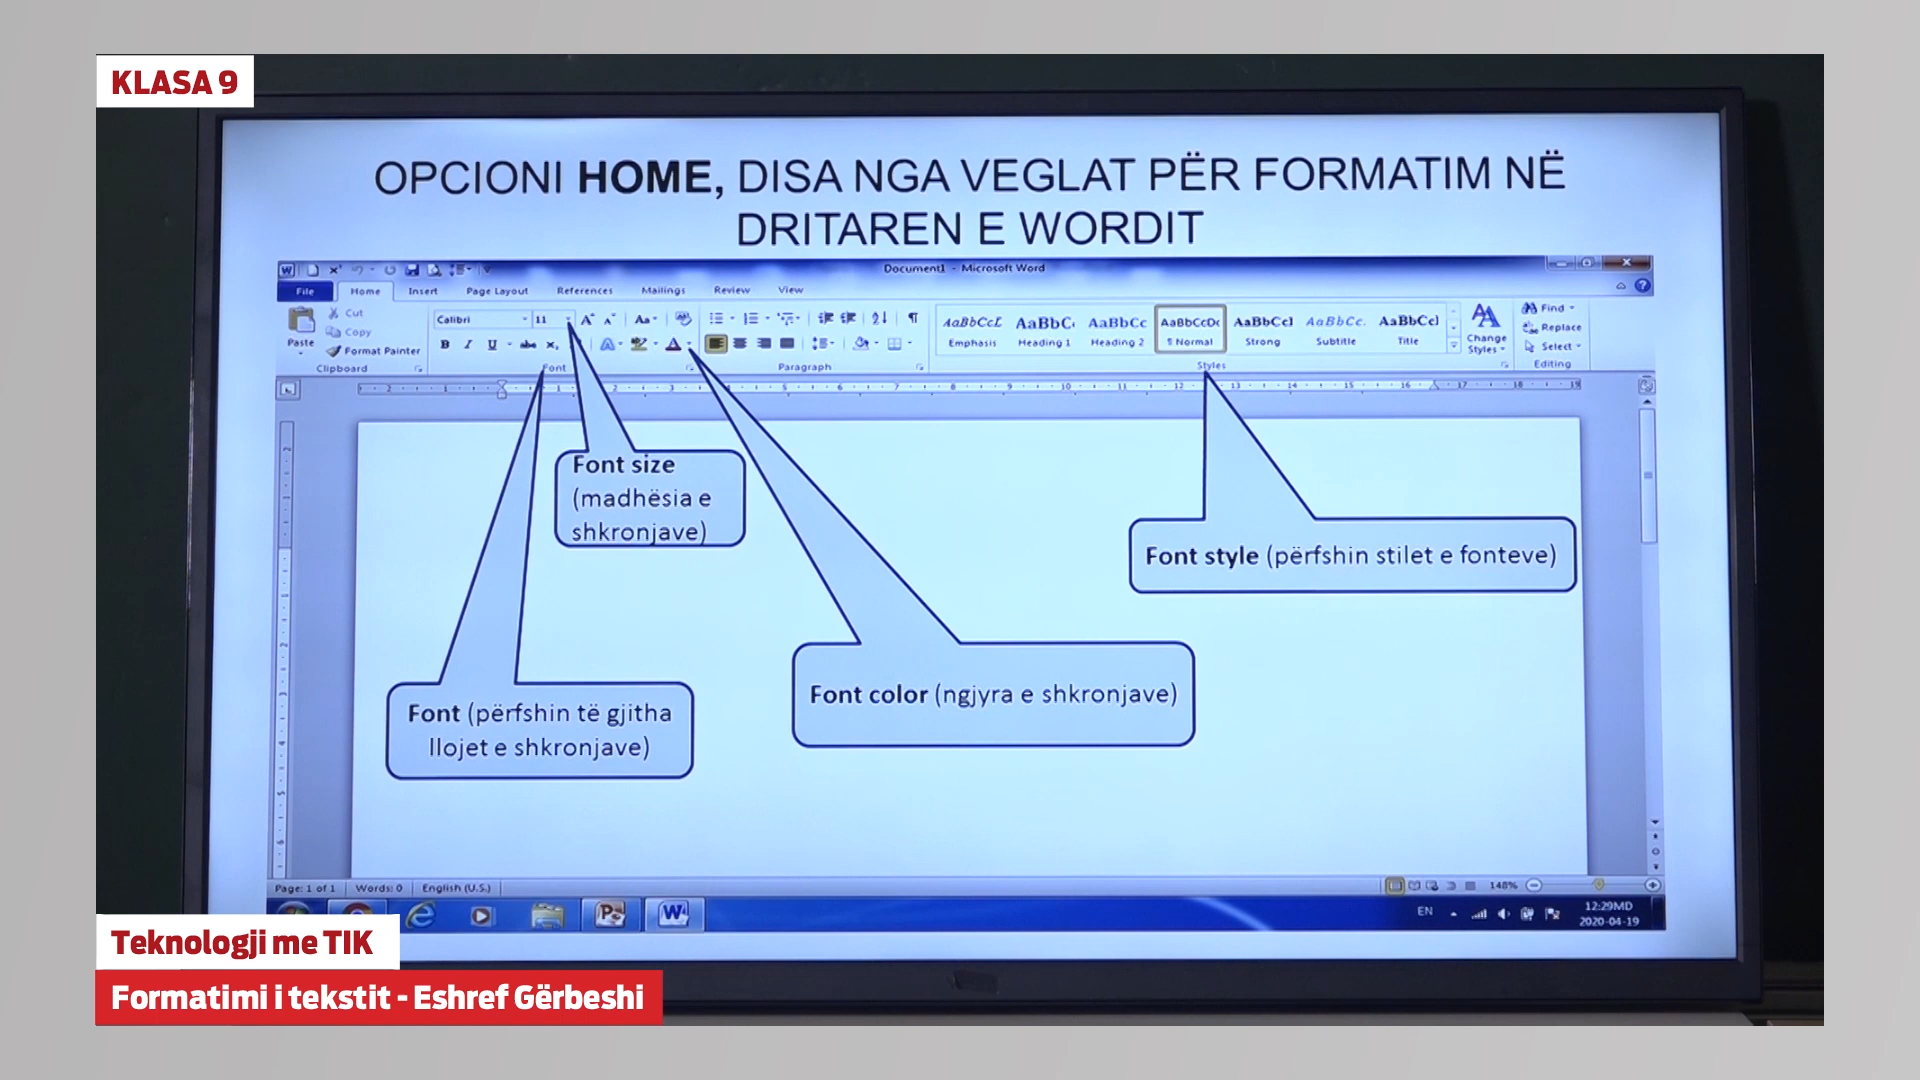 KLASA 9
OPCIONI HOME, DISA NGA VEGLAT PËR FORMATIM NË
DRITAREN E WORDIT
Document1 - Microsoft Word
File Home Insert Page Layout References Mailings Review View
Cut
Copy
Paste
Format Painter
Clipboard
Calibri 11
Font
Paragraph
AaBbCcL AaBbC AaBbCc AaBbCcDc AaBbCcl AaBbCc. AaBbCcl
Emphasis Heading 1 Heading 2 ¶ Normal Strong Subtitle Title
Change
Styles
Styles
Find
Replace
Select
Editing
Font size
(madhësia e
shkronjave)
Font style (përfshin stilet e fonteve)
Font color (ngjyra e shkronjave)
Font (përfshin të gjitha
llojet e shkronjave)
Page: 1 of 1 Words: 0 English (U.S.) 148%
EN 12:29MD
2020-04-19
Teknologji me TIK
Formatimi i tekstit - Eshref Gërbeshi